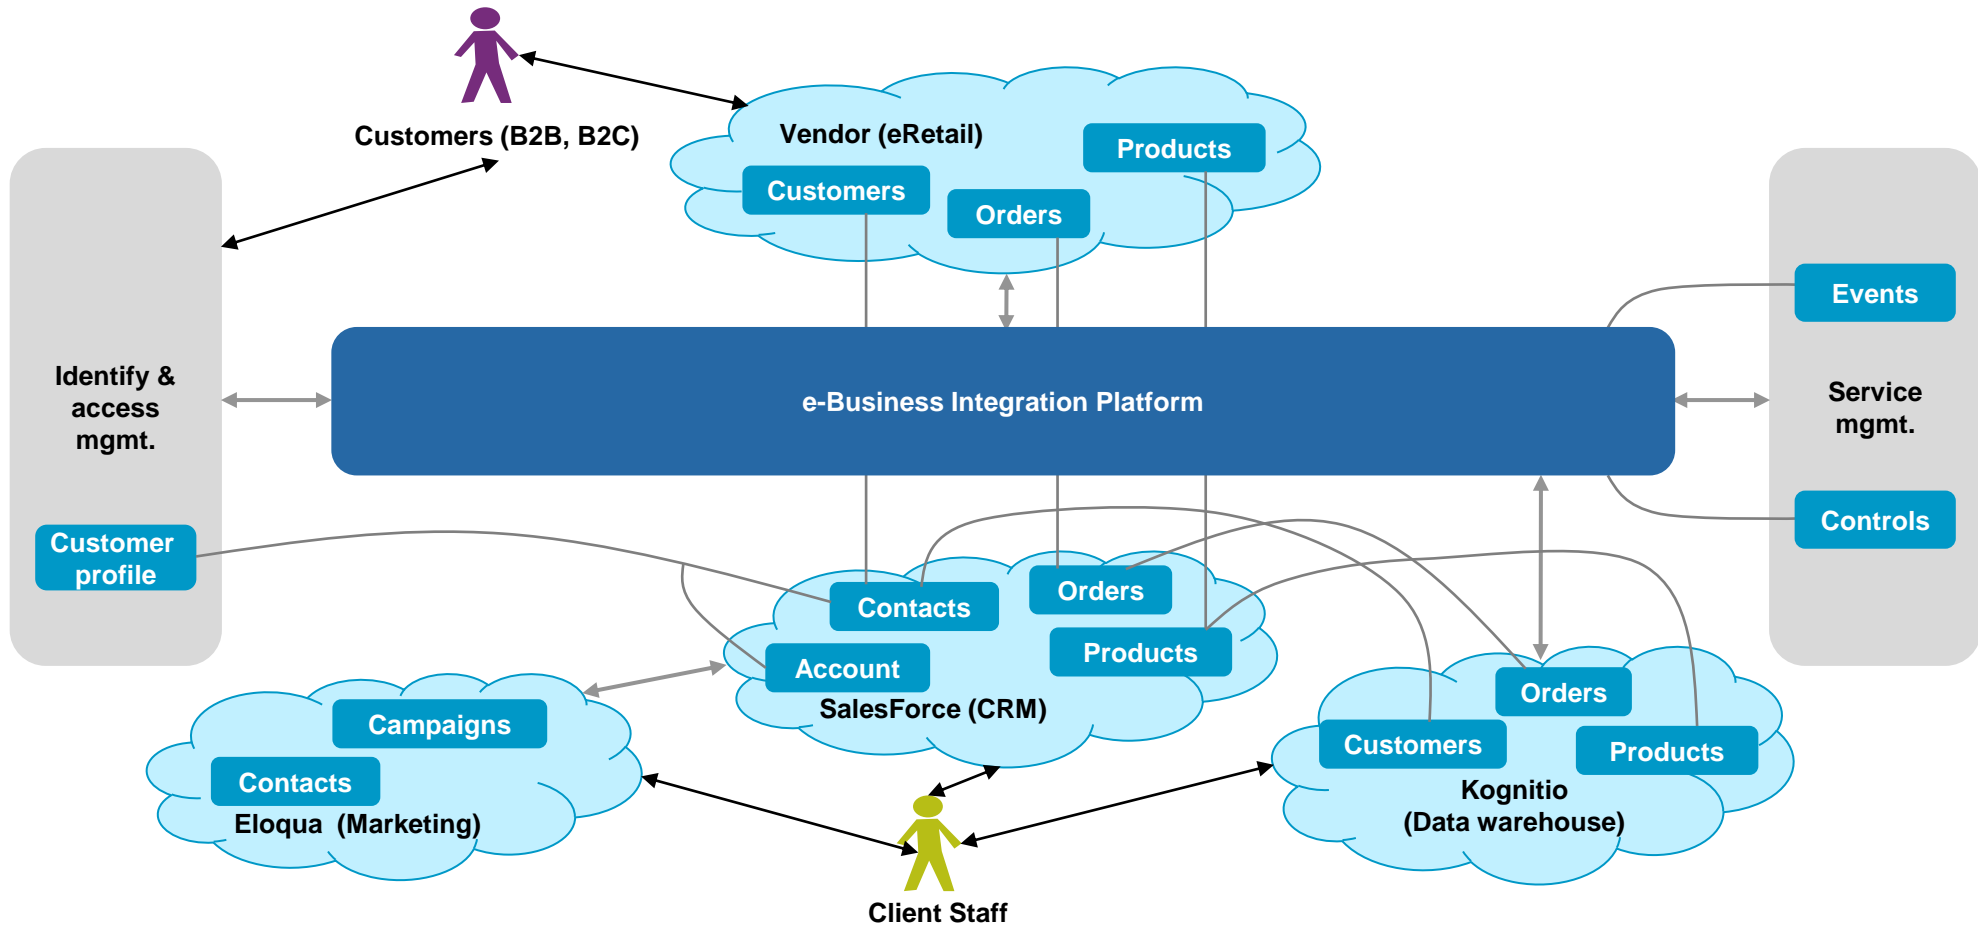 Customers (B2B, B2C)
Vendor (eRetail)
Products
Customers
Orders
Events
Identify &
access
mgmt.
e-Business Integration Platform
Service
mgmt.
Customer
profile
Controls
Contacts
Orders
Products
Account
SalesForce (CRM)
Campaigns
Contacts
Eloqua  (Marketing)
Orders
Customers
Products
Kognitio
(Data warehouse)
Client Staff